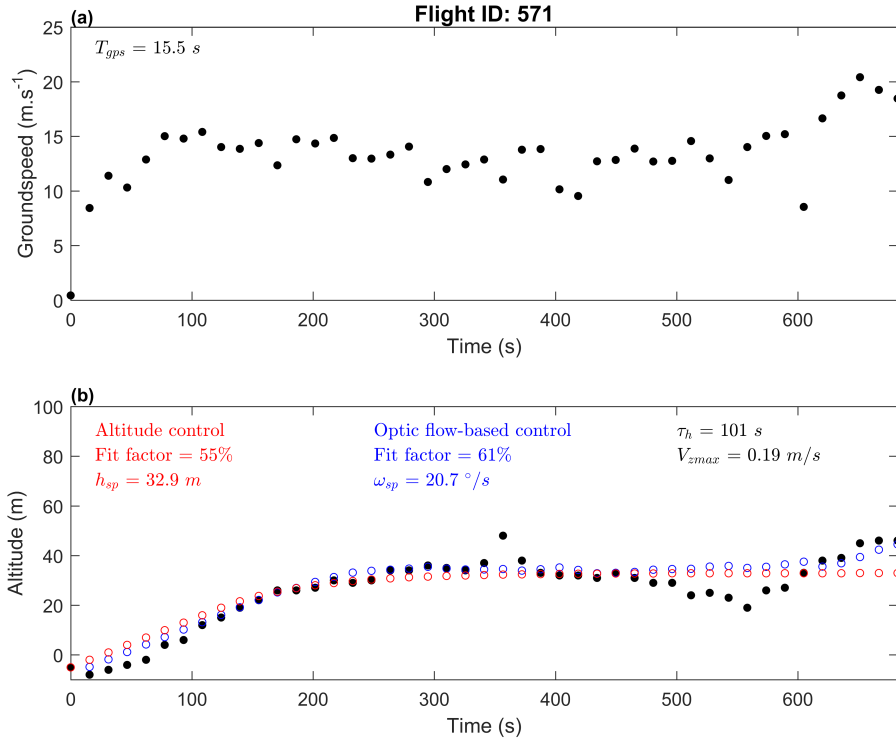 Flight ID: 571
(a)
T_gps = 15.5 s
25
20
15
10
5
0
Groundspeed (m.s⁻¹)
0 100 200 300 400 500 600
Time (s)
(b)
Altitude control
Fit factor = 55%
h_sp = 32.9 m
Optic flow-based control
Fit factor = 61%
ω_sp = 20.7 °/s
τ_h = 101 s
V_zmax = 0.19 m/s
100
80
60
40
20
0
Altitude (m)
0 100 200 300 400 500 600
Time (s)